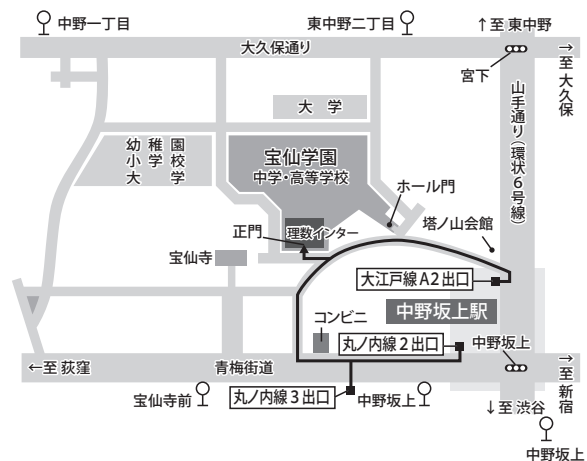 中野一丁目
東中野二丁目
↑至 東中野
大久保通り
→至 大久保
宮下
山手通り（環状6号線）
大　学
幼 稚 園
小 学 校
大　　学
宝仙学園
中学・高等学校
ホール門
塔ノ山会館
正門
理数インター
宝仙寺
大江戸線A2出口
中野坂上駅
コンビニ
丸ノ内線2出口
中野坂上
←至 荻窪
青梅街道
→至 新宿
宝仙寺前
丸ノ内線3出口
中野坂上
↓至 渋谷
中野坂上